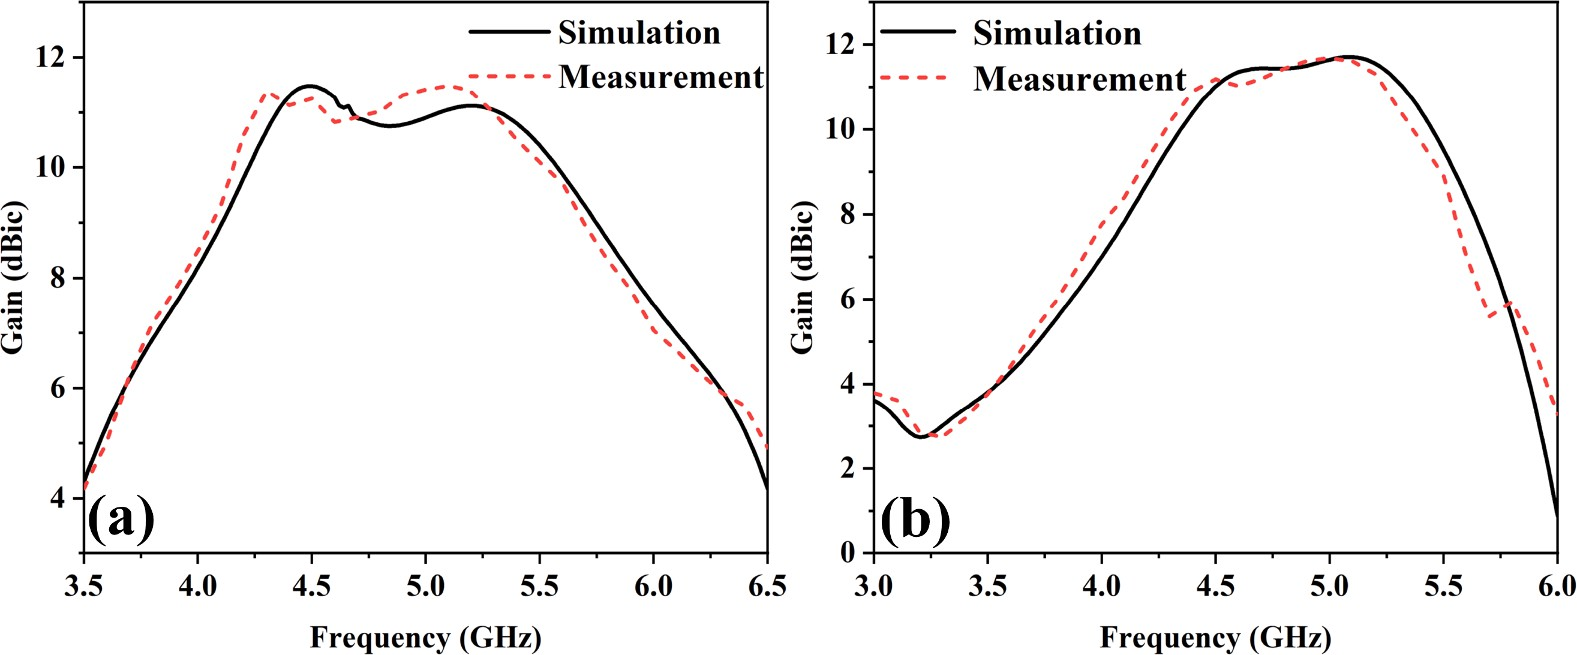 Simulation
Measurement
12
10
8
6
4
Gain (dBic)
(a)
3.5 4.0 4.5 5.0 5.5 6.0 6.5
Frequency (GHz)
Simulation
Measurement
12
10
8
6
4
2
0
Gain (dBic)
(b)
3.0 3.5 4.0 4.5 5.0 5.5 6.0
Frequency (GHz)